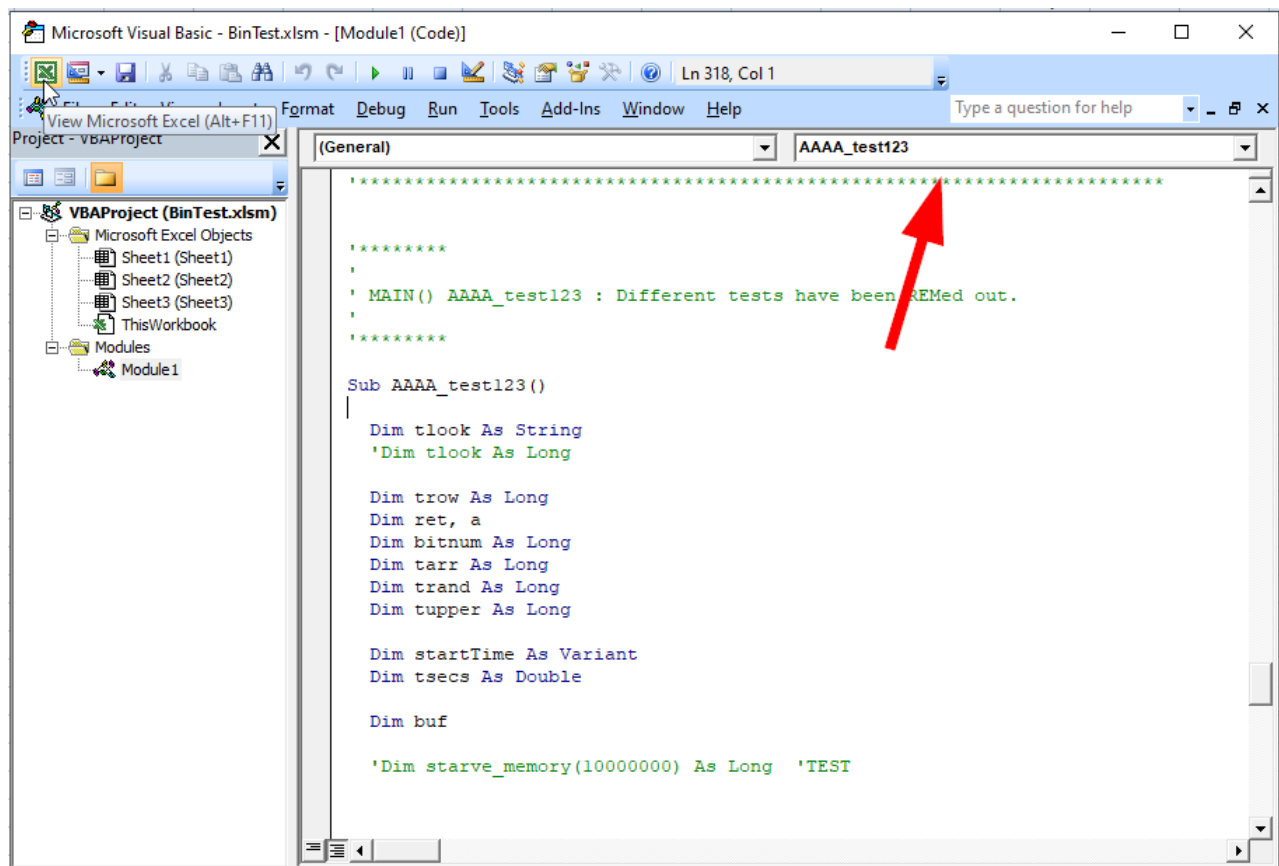 Microsoft Visual Basic - BinTest.xlsm - [Module1 (Code)]
Ln 318, Col 1
Format Debug Run Tools Add-Ins Window Help Type a question for help
View Microsoft Excel (Alt+F11)
Project - VBAProject
(General) AAAA_test123
VBAProject (BinTest.xlsm)
Microsoft Excel Objects
Sheet1 (Sheet1)
Sheet2 (Sheet2)
Sheet3 (Sheet3)
ThisWorkbook
Modules
Module1
'************************************************************************
'********
'
' MAIN() AAAA_test123 : Different tests have been REMed out.
'
'********
Sub AAAA_test123()
Dim tlook As String
'Dim tlook As Long
Dim trow As Long
Dim ret, a
Dim bitnum As Long
Dim tarr As Long
Dim trand As Long
Dim tupper As Long
Dim startTime As Variant
Dim tsecs As Double
Dim buf
'Dim starve_memory(10000000) As Long 'TEST